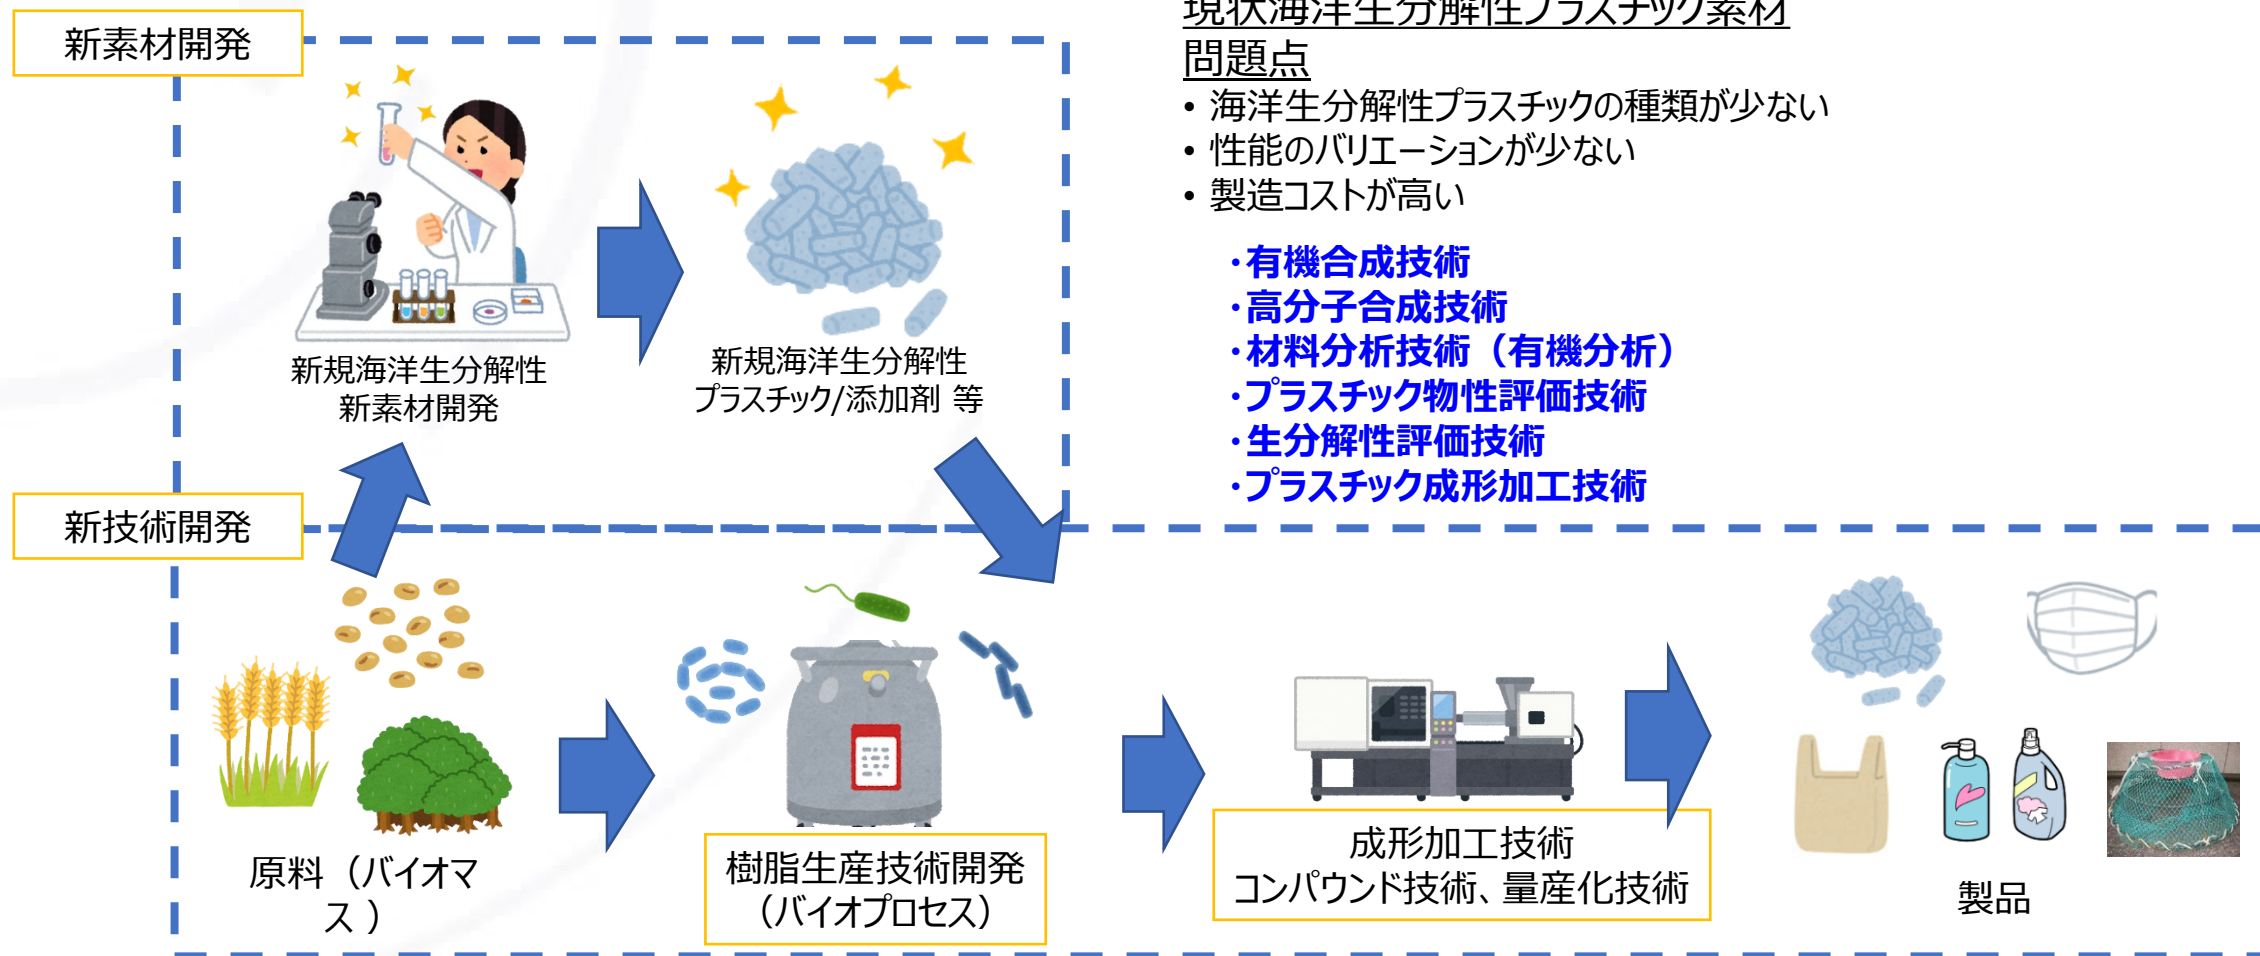 新素材開発
現状海洋生分解性プラスチック素材
問題点
• 海洋生分解性プラスチックの種類が少ない
• 性能のバリエーションが少ない
• 製造コストが高い
・有機合成技術
・高分子合成技術
・材料分析技術（有機分析）
・プラスチック物性評価技術
・生分解性評価技術
・プラスチック成形加工技術
新規海洋生分解性
新素材開発
新規海洋生分解性
プラスチック/添加剤 等
新技術開発
原料（バイオマ
ス ）
樹脂生産技術開発
（バイオプロセス）
成形加工技術
コンパウンド技術、量産化技術
製品